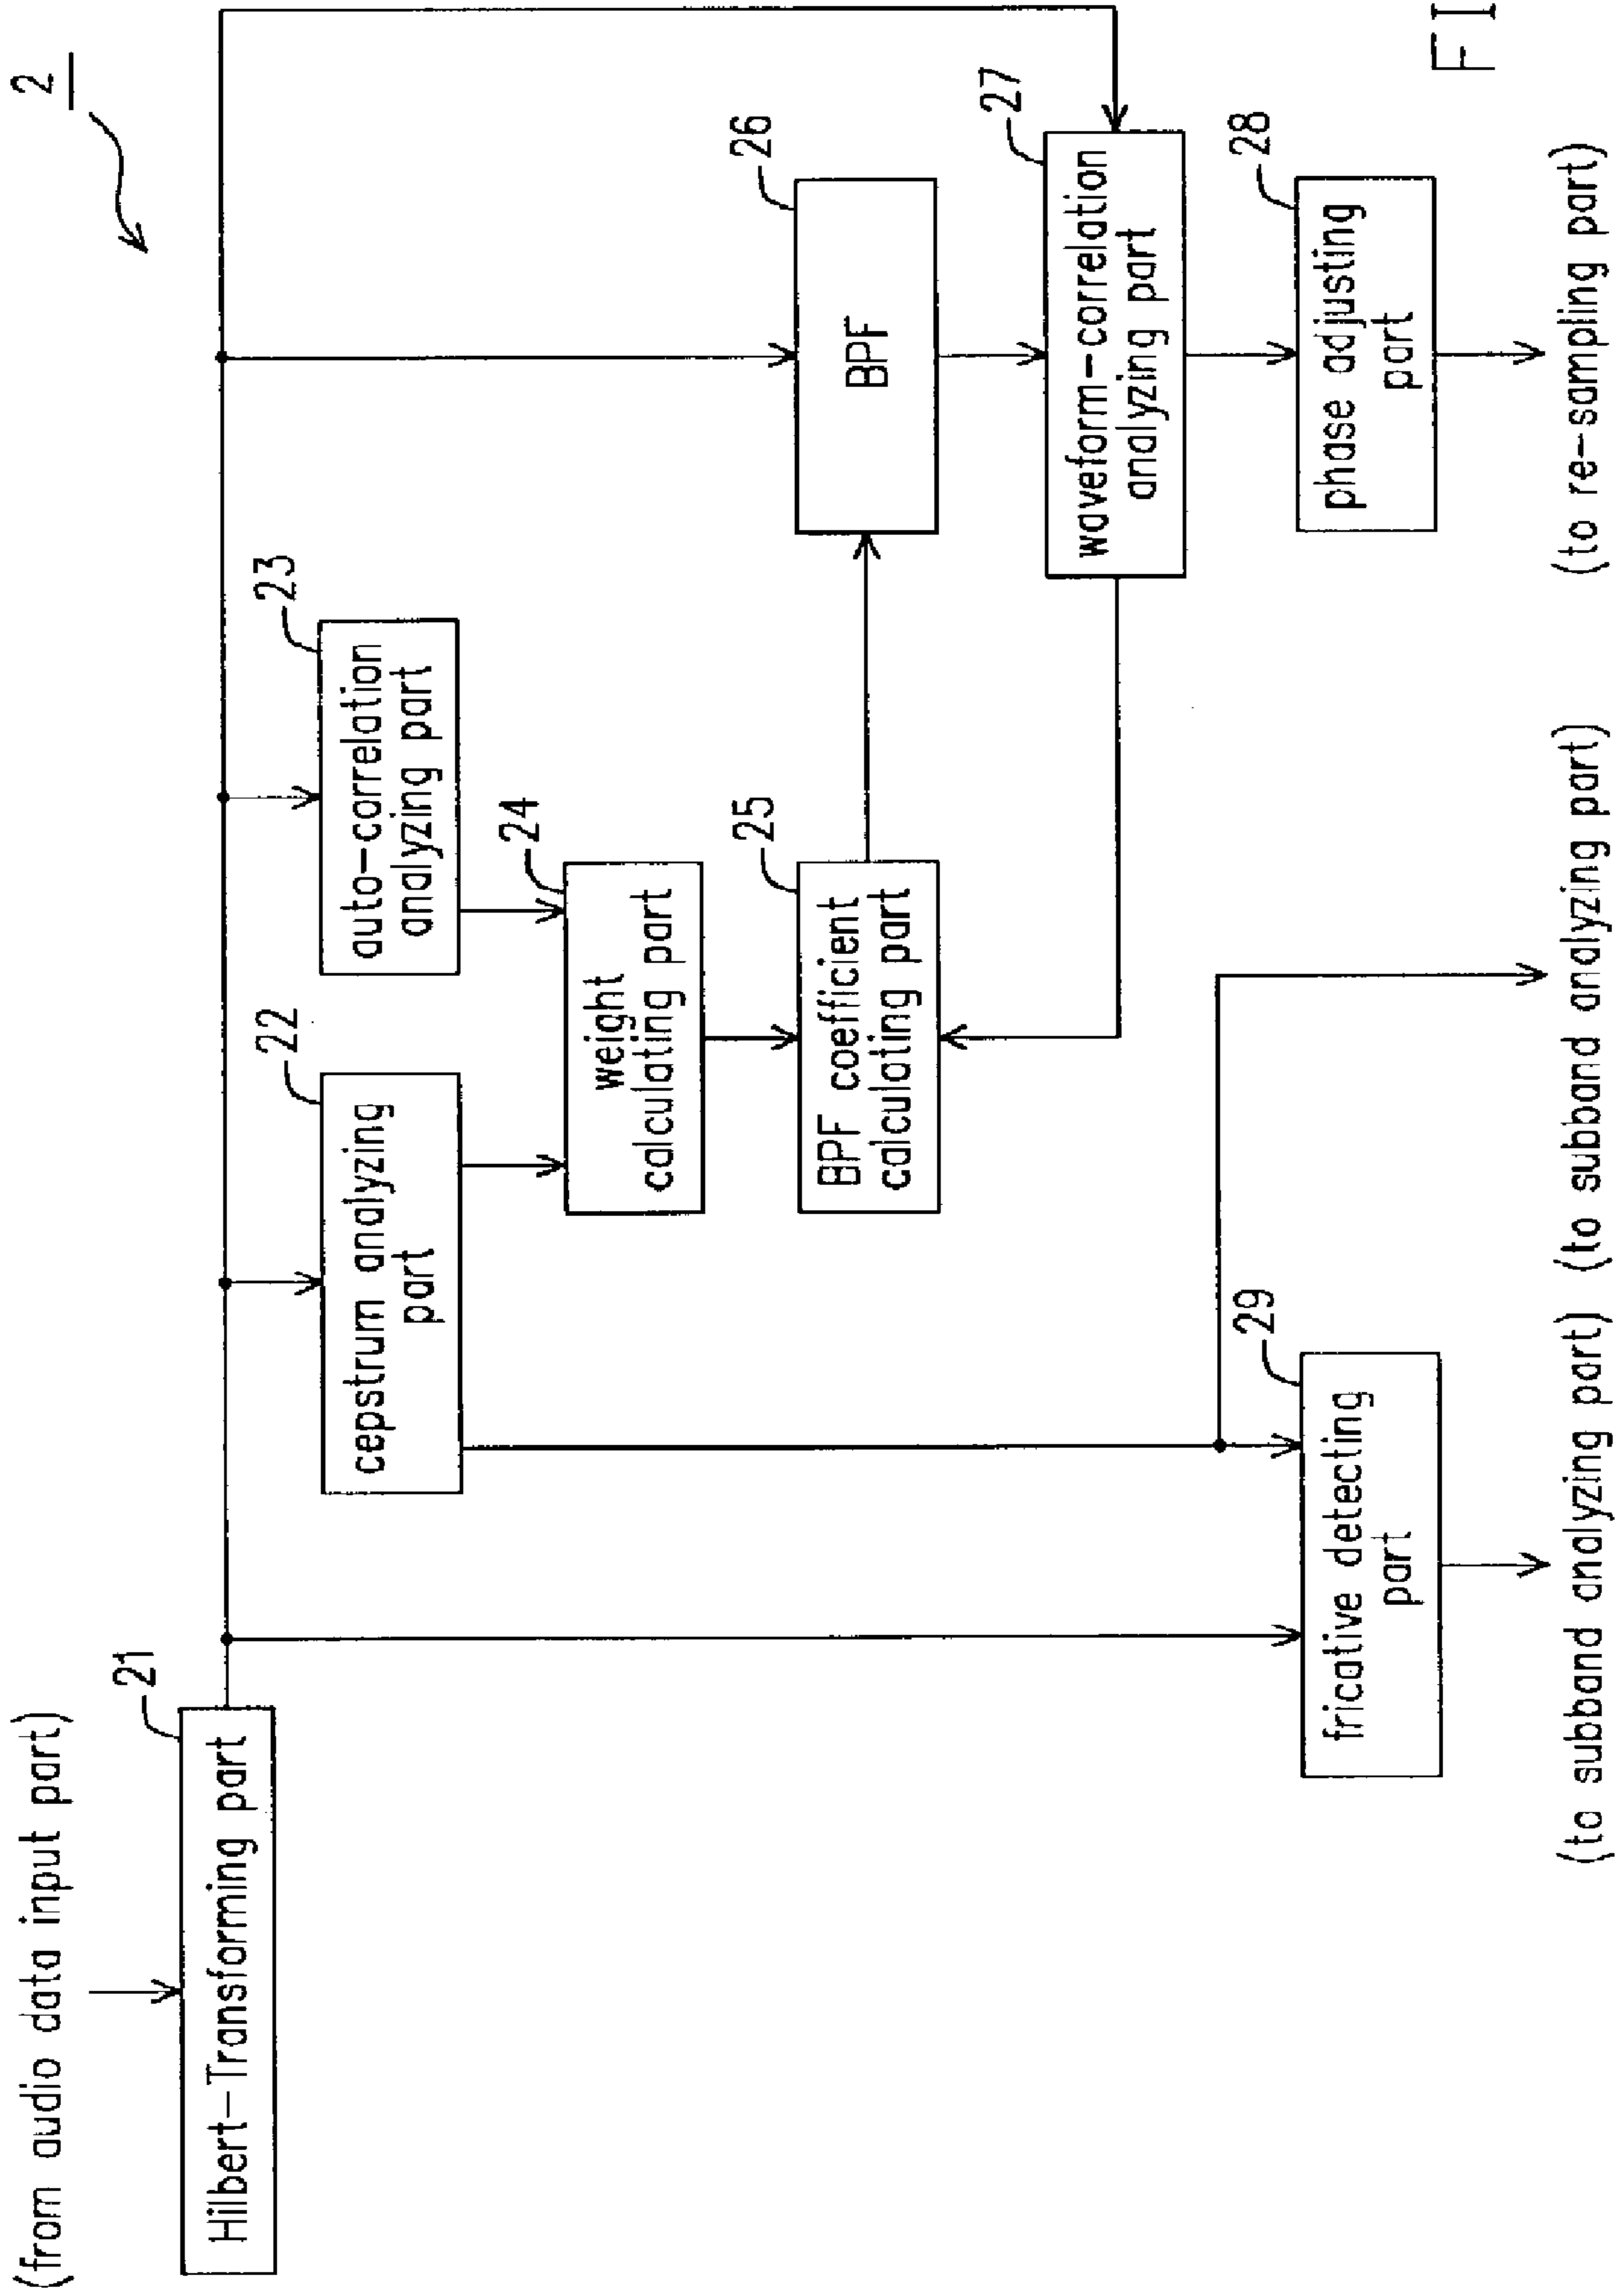 2
(from audio data input part)
21
Hilbert-Transforming part
22
cepstrum analyzing
part
23
auto-correlation
analyzing part
24
weight
calculating part
25
BPF coefficient
calculating part
26
BPF
27
waveform-correlation
analyzing part
28
phase adjusting
part
29
fricative detecting
part
(to subband analyzing part)
(to subband analyzing part)
(to re-sampling part)
FI